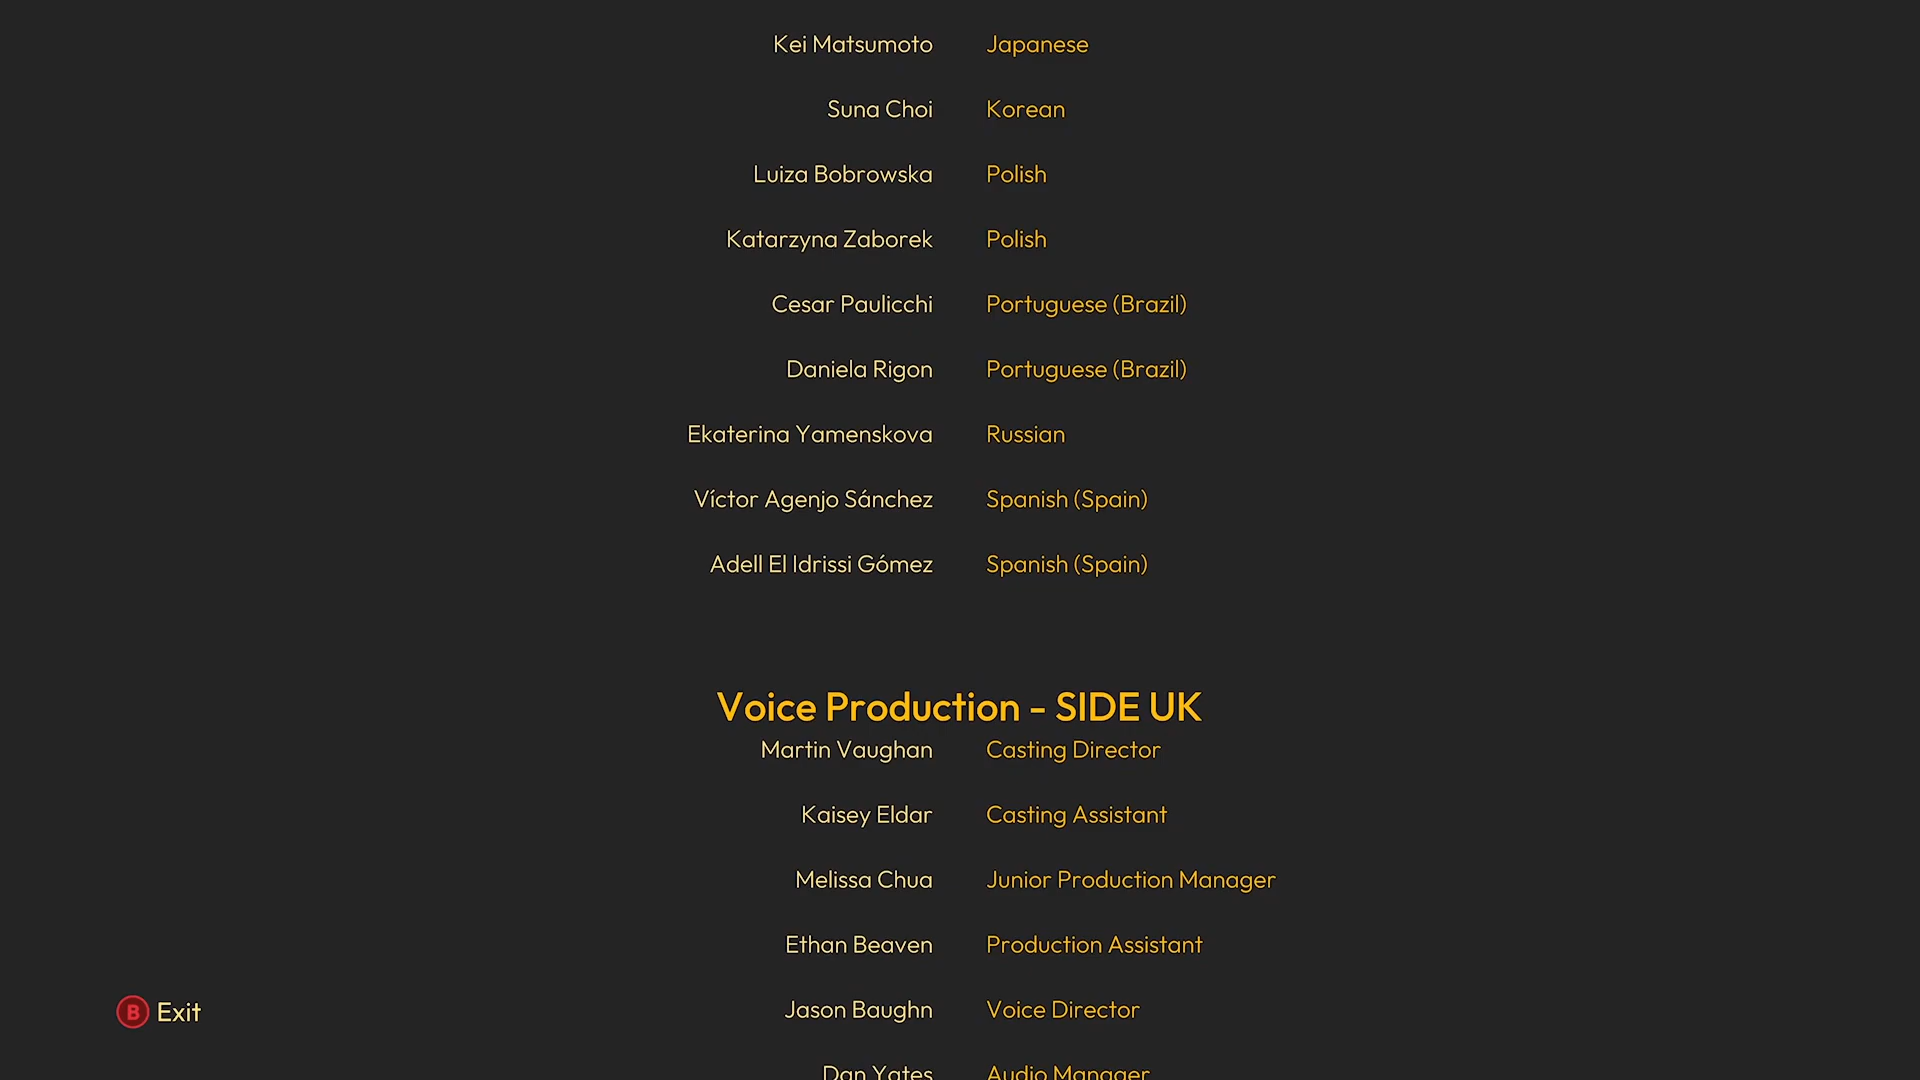 Kei Matsumoto Japanese
Suna Choi Korean
Luiza Bobrowska Polish
Katarzyna Zaborek Polish
Cesar Paulicchi Portuguese (Brazil)
Daniela Rigon Portuguese (Brazil)
Ekaterina Yamenskova Russian
Víctor Agenjo Sánchez Spanish (Spain)
Adell El Idrissi Gómez Spanish (Spain)
Voice Production - SIDE UK
Martin Vaughan Casting Director
Kaisey Eldar Casting Assistant
Melissa Chua Junior Production Manager
Ethan Beaven Production Assistant
Jason Baughn Voice Director
B Exit
Dan Yates Audio Manager